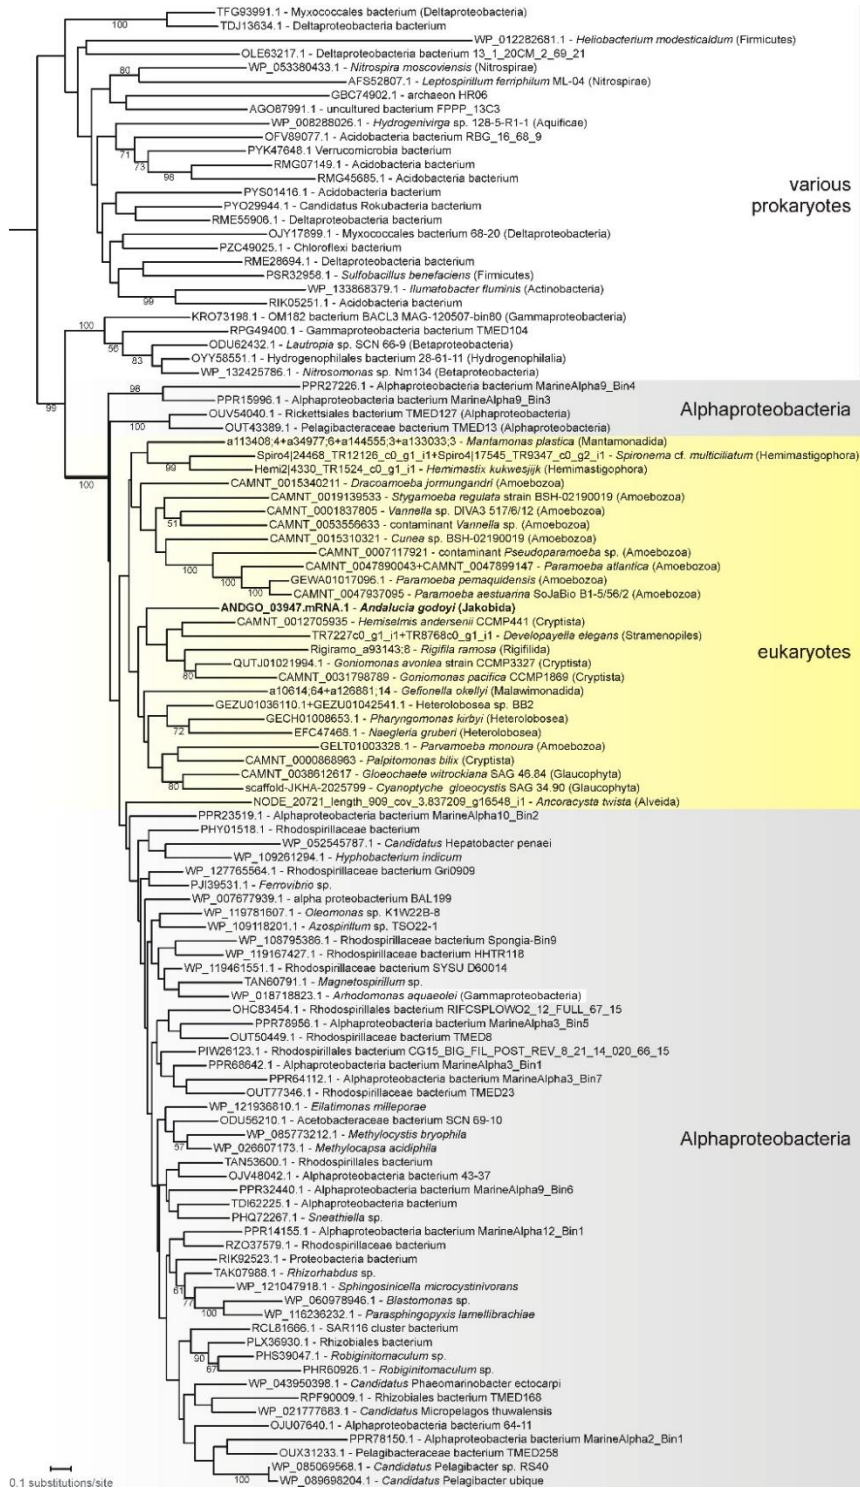 TFG93991.1 - Myxococcales bacterium (Deltaproteobacteria)
100
TDJ13634.1 - Deltaproteobacteria bacterium
WP_012282681.1 - Heliobacterium modesticaldum (Firmicutes)
OLE63217.1 - Deltaproteobacteria bacterium 13_1_20CM_2_69_21
WP_053380433.1 - Nitrospira moscoviensis (Nitrospirae)
80
AFS52807.1 - Leptospirillum ferriphilum ML-04 (Nitrospirae)
GBC74902.1 - archaeon HR06
AGO87991.1 - uncultured bacterium FPPP_13C3
WP_008288026.1 - Hydrogenivirga sp. 128-5-R1-1 (Aquificae)
OFV89077.1 - Acidobacteria bacterium RBG_16_68_9
71
PYK47648.1 Verrucomicrobia bacterium
73
RMG07149.1 - Acidobacteria bacterium
98
RMG45685.1 - Acidobacteria bacterium
PYS01416.1 - Acidobacteria bacterium
various
prokaryotes
PYO29944.1 - Candidatus Rokubacteria bacterium
RME55906.1 - Deltaproteobacteria bacterium
OJY17899.1 - Myxococcales bacterium 68-20 (Deltaproteobacteria)
PZC49025.1 - Chloroflexi bacterium
RME28694.1 - Deltaproteobacteria bacterium
PSR32958.1 - Sulfobacillus benefaciens (Firmicutes)
WP_133868379.1 - Ilumatobacter fluminis (Actinobacteria)
99
RIK05251.1 - Acidobacteria bacterium
KRO73198.1 - OM182 bacterium BACL3 MAG-120507-bin80 (Gammaproteobacteria)
100
RPG49400.1 - Gammaproteobacteria bacterium TMED104
56
ODU62432.1 - Lautropia sp. SCN 66-9 (Betaproteobacteria)
83
OYY58551.1 - Hydrogenophilales bacterium 28-61-11 (Hydrogenophilalia)
WP_132425786.1 - Nitrosomonas sp. Nm134 (Betaproteobacteria)
99
98
PPR27226.1 - Alphaproteobacteria bacterium MarineAlpha9_Bin4
PPR15996.1 - Alphaproteobacteria bacterium MarineAlpha9_Bin3
Alphaproteobacteria
OUV54040.1 - Rickettsiales bacterium TMED127 (Alphaproteobacteria)
100
OUT43389.1 - Pelagibacteraceae bacterium TMED13 (Alphaproteobacteria)
a113408;4+a34977;6+a144555;3+a133033;3 - Mantamonas plastica (Mantamonadida)
Spiro4|24468_TR12126_c0_g1_i1+Spiro4|17545_TR9347_c0_g2_i1 - Spironema cf. multiciliatum (Hemimastigophora)
99
Hemi2|4330_TR1524_c0_g1_i1 - Hemimastix kukwesjijk (Hemimastigophora)
100
CAMNT_0015340211 - Dracoamoeba jormungandri (Amoebozoa)
CAMNT_0019139533 - Stygamoeba regulata strain BSH-02190019 (Amoebozoa)
CAMNT_0001837805 - Vannella sp. DIVA3 517/6/12 (Amoebozoa)
51
CAMNT_0053556633 - contaminant Vannella sp. (Amoebozoa)
CAMNT_0015310321 - Cunea sp. BSH-02190019 (Amoebozoa)
100
CAMNT_0007117921 - contaminant Pseudoparamoeba sp. (Amoebozoa)
CAMNT_0047890043+CAMNT_0047899147 - Paramoeba atlantica (Amoebozoa)
100
GEWA01017096.1 - Paramoeba pemaquidensis (Amoebozoa)
100
CAMNT_0047937095 - Paramoeba aestuarina SoJaBio B1-5/56/2 (Amoebozoa)
ANDGO_03947.mRNA.1 - Andalucia godoyi (Jakobida)
CAMNT_0012705935 - Hemiselmis andersenii CCMP441 (Cryptista)
TR7227c0_g1_i1+TR8768c0_g1_i1 - Developayella elegans (Stramenopiles)
Rigiramo_a93143;8 - Rigifila ramosa (Rigifilida)
eukaryotes
QUTJ01021994.1 - Goniomonas avonlea strain CCMP3327 (Cryptista)
80
CAMNT_0031798789 - Goniomonas pacifica CCMP1869 (Cryptista)
a10614;64+a126881;14 - Gefionella okellyi (Malawimonadida)
GEZU01036110.1+GEZU01042541.1 - Heterolobosea sp. BB2
GECH01008653.1 - Pharyngomonas kirbyi (Heterolobosea)
72
EFC47468.1 - Naegleria gruberi (Heterolobosea)
GELT01003328.1 - Parvamoeba monoura (Amoebozoa)
CAMNT_0000868963 - Palpitomonas bilix (Cryptista)
CAMNT_0038612617 - Gloeochaete witrockiana SAG 46.84 (Glaucophyta)
80
scaffold-JKHA-2025799 - Cyanoptyche gloeocystis SAG 34.90 (Glaucophyta)
NODE_20721_length_909_cov_3.837209_g16548_i1 - Ancoracysta twista (Alveida)
PPR23519.1 - Alphaproteobacteria bacterium MarineAlpha10_Bin2
PHY01518.1 - Rhodospirillaceae bacterium
WP_052545787.1 - Candidatus Hepatobacter penaei
WP_109261294.1 - Hyphobacterium indicum
WP_127765564.1 - Rhodospirillaceae bacterium Gri0909
PJI39531.1 - Ferrovibrio sp.
WP_007677939.1 - alpha proteobacterium BAL199
WP_119781607.1 - Oleomonas sp. K1W22B-8
WP_109118201.1 - Azospirillum sp. TSO22-1
WP_108795386.1 - Rhodospirillaceae bacterium Spongia-Bin9
WP_119167427.1 - Rhodospirillaceae bacterium HHTR118
WP_119461551.1 - Rhodospirillaceae bacterium SYSU D60014
TAN60791.1 - Magnetospirillum sp.
WP_018718823.1 - Arhodomonas aquaeolei (Gammaproteobacteria)
OHC83454.1 - Rhodospirillales bacterium RIFCSPLOWO2_12_FULL_67_15
PPR78956.1 - Alphaproteobacteria bacterium MarineAlpha3_Bin5
OUT50449.1 - Rhodospirillaceae bacterium TMED8
PIW26123.1 - Rhodospirillales bacterium CG15_BIG_FIL_POST_REV_8_21_14_020_66_15
PPR68642.1 - Alphaproteobacteria bacterium MarineAlpha3_Bin1
PPR64112.1 - Alphaproteobacteria bacterium MarineAlpha3_Bin7
OUT77346.1 - Rhodospirillaceae bacterium TMED23
WP_121936810.1 - Eilatimonas milleporae
ODU56210.1 - Acetobacteraceae bacterium SCN 69-10
WP_085773212.1 - Methylocystis bryophila
Alphaproteobacteria
57
WP_026607173.1 - Methylocapsa acidiphila
TAN53600.1 - Rhodospirillales bacterium
OJV48042.1 - Alphaproteobacteria bacterium 43-37
PPR32440.1 - Alphaproteobacteria bacterium MarineAlpha9_Bin6
TDI62225.1 - Alphaproteobacteria bacterium
PHQ72267.1 - Sneathiella sp.
PPR14155.1 - Alphaproteobacteria bacterium MarineAlpha12_Bin1
RZO37579.1 - Rhodospirillaceae bacterium
RIK92523.1 - Proteobacteria bacterium
TAK07988.1 - Rhizorhabdus sp.
61
WP_121047918.1 - Sphingosinicella microcystinivorans
77
WP_060978946.1 - Blastomonas sp.
100
WP_116236232.1 - Parasphingopyxis lamellibrachiae
RCL81666.1 - SAR116 cluster bacterium
PLX36930.1 - Rhizobiales bacterium
90
PHS39047.1 - Robiginitomaculum sp.
67
PHR60926.1 - Robiginitomaculum sp.
WP_043950398.1 - Candidatus Phaeomarinobacter ectocarpi
RPF90009.1 - Rhizobiales bacterium TMED168
WP_021777683.1 - Candidatus Micropelagos thuwalensis
OJU07640.1 - Alphaproteobacteria bacterium 64-11
PPR78150.1 - Alphaproteobacteria bacterium MarineAlpha2_Bin1
OUX31233.1 - Pelagibacteraceae bacterium TMED258
WP_085069568.1 - Candidatus Pelagibacter sp. RS40
100
WP_089698204.1 - Candidatus Pelagibacter ubique
0.1 substitutions/site